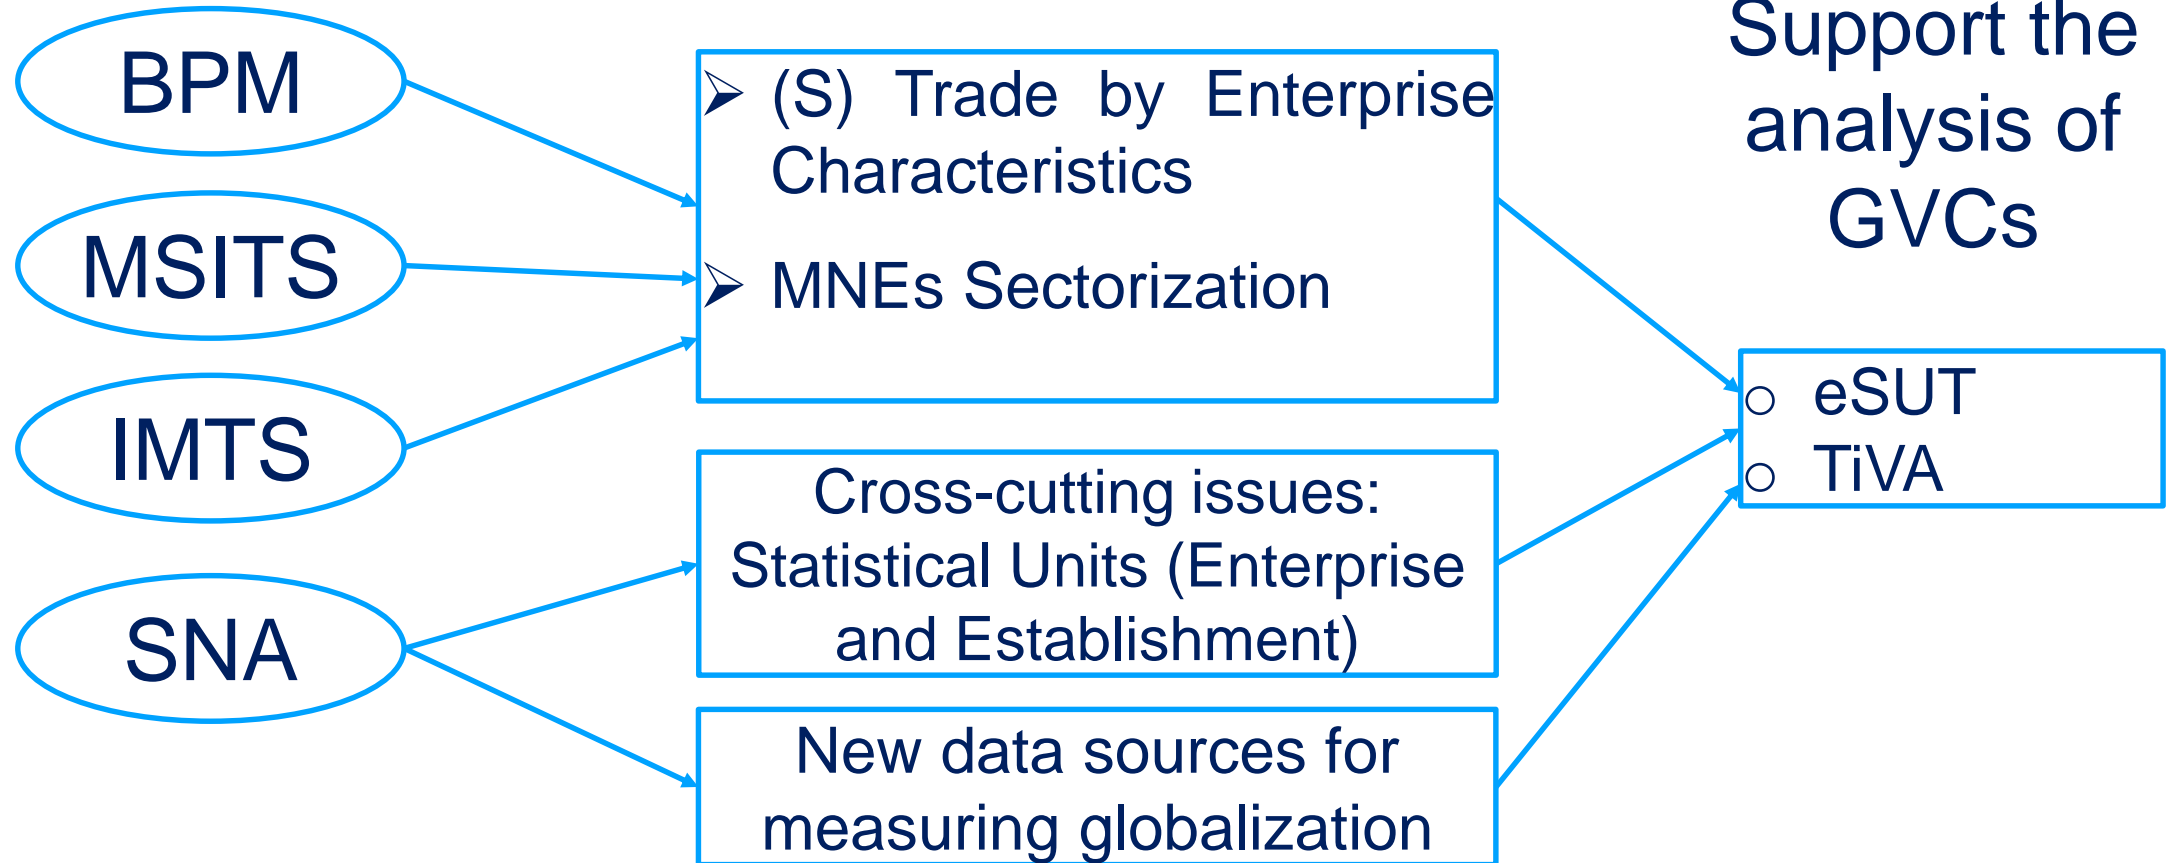 BPM
MSITS
IMTS
SNA
➢ (S) Trade by Enterprise
Characteristics
➢ MNEs Sectorization
Cross-cutting issues:
Statistical Units (Enterprise
and Establishment)
New data sources for
measuring globalization
Support the
analysis of
GVCs
○ eSUT
○ TiVA